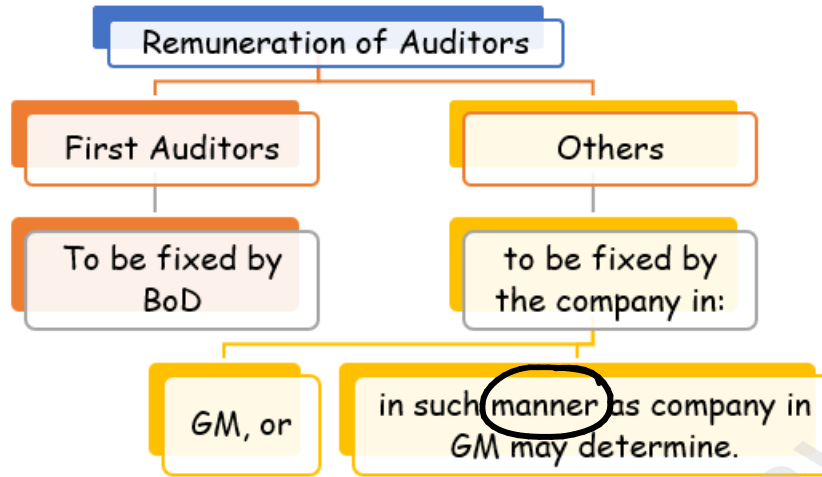 Remuneration of Auditors
First Auditors
Others
To be fixed by
BoD
to be fixed by
the company in:
GM, or
in such manner as company in
GM may determine.